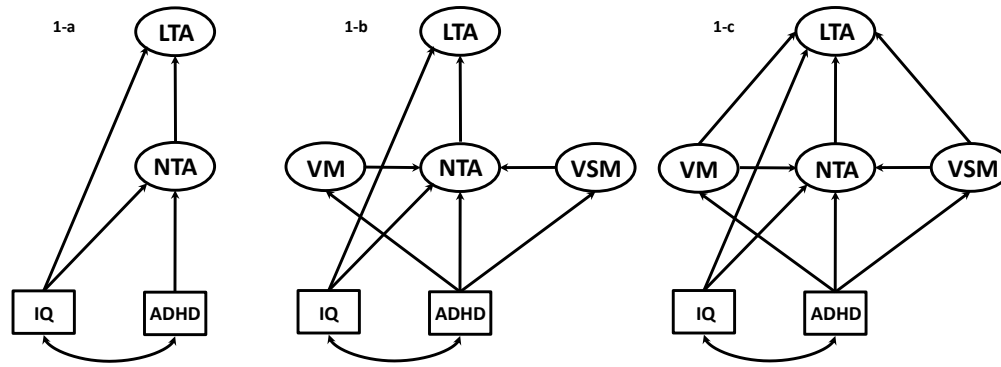 1-a
LTA
NTA
IQ
ADHD
1-b
LTA
VM
NTA
VSM
IQ
ADHD
1-c
LTA
VM
NTA
VSM
IQ
ADHD